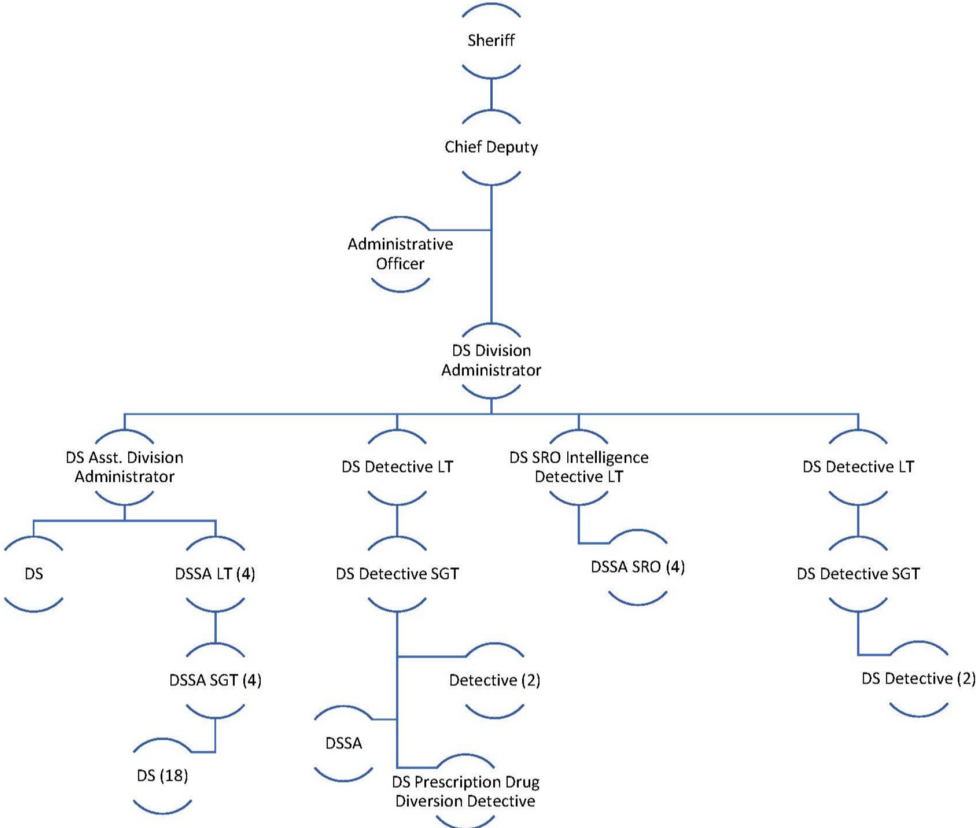 Sheriff
Chief Deputy
Administrative
Officer
DS Division
Administrator
DS Asst. Division
Administrator
DS Detective LT
DS SRO Intelligence
Detective LT
DS Detective LT
DS
DSSA LT (4)
DS Detective SGT
DSSA SRO (4)
DS Detective SGT
DSSA SGT (4)
Detective (2)
DS Detective (2)
DSSA
DS (18)
DS Prescription Drug
Diversion Detective